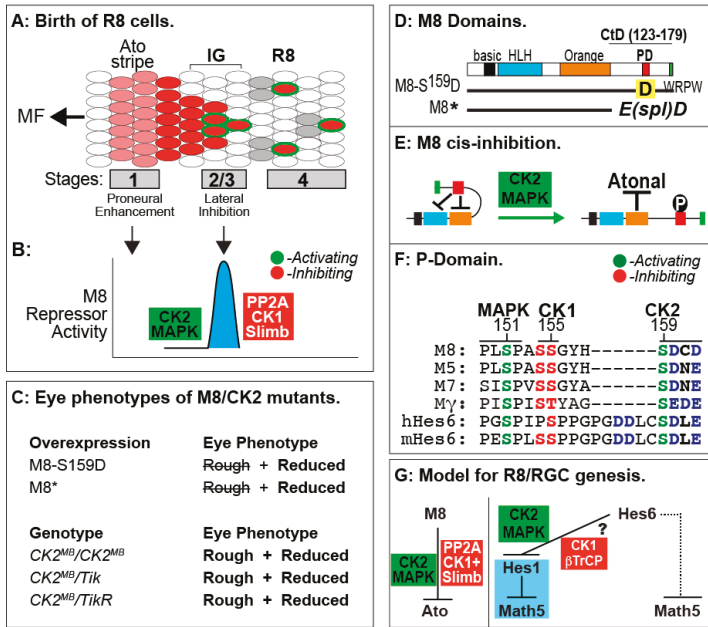 A: Birth of R8 cells.
Ato
stripe
IG
R8
MF
Stages:
1
2/3
4
Proneural
Enhancement
Lateral
Inhibition
B:
-Activating
-Inhibiting
M8
Repressor
Activity
CK2
MAPK
PP2A
CK1
Slimb
C: Eye phenotypes of M8/CK2 mutants.
Overexpression Eye Phenotype
M8-S159D Rough + Reduced
M8* Rough + Reduced
Genotype Eye Phenotype
CK2MB/CK2MB Rough + Reduced
CK2MB/Tik Rough + Reduced
CK2MB/TikR Rough + Reduced
D: M8 Domains.
CtD (123-179)
basic HLH Orange PD
M8-S159D D WRPW
M8* E(spl)D
E: M8 cis-inhibition.
CK2
MAPK
Atonal
P
F: P-Domain.
-Activating
-Inhibiting
MAPK CK1 CK2
151 155 159
M8: PLSPASSGYH------SDCD
M5: PLSPASSGYH------SDNE
M7: SISPVSSGYA------SDNE
Mγ: PISPISTYAG------SEDE
hHes6: PGSPIPSPPGPGDDLCSDLE
mHes6: PESPLSSPPGPGDDLCSDLE
G: Model for R8/RGC genesis.
M8
CK2
MAPK
PP2A
CK1+
Slimb
Ato
CK2
MAPK
Hes6
?
CK1
βTrCP
Hes1
Math5
Math5